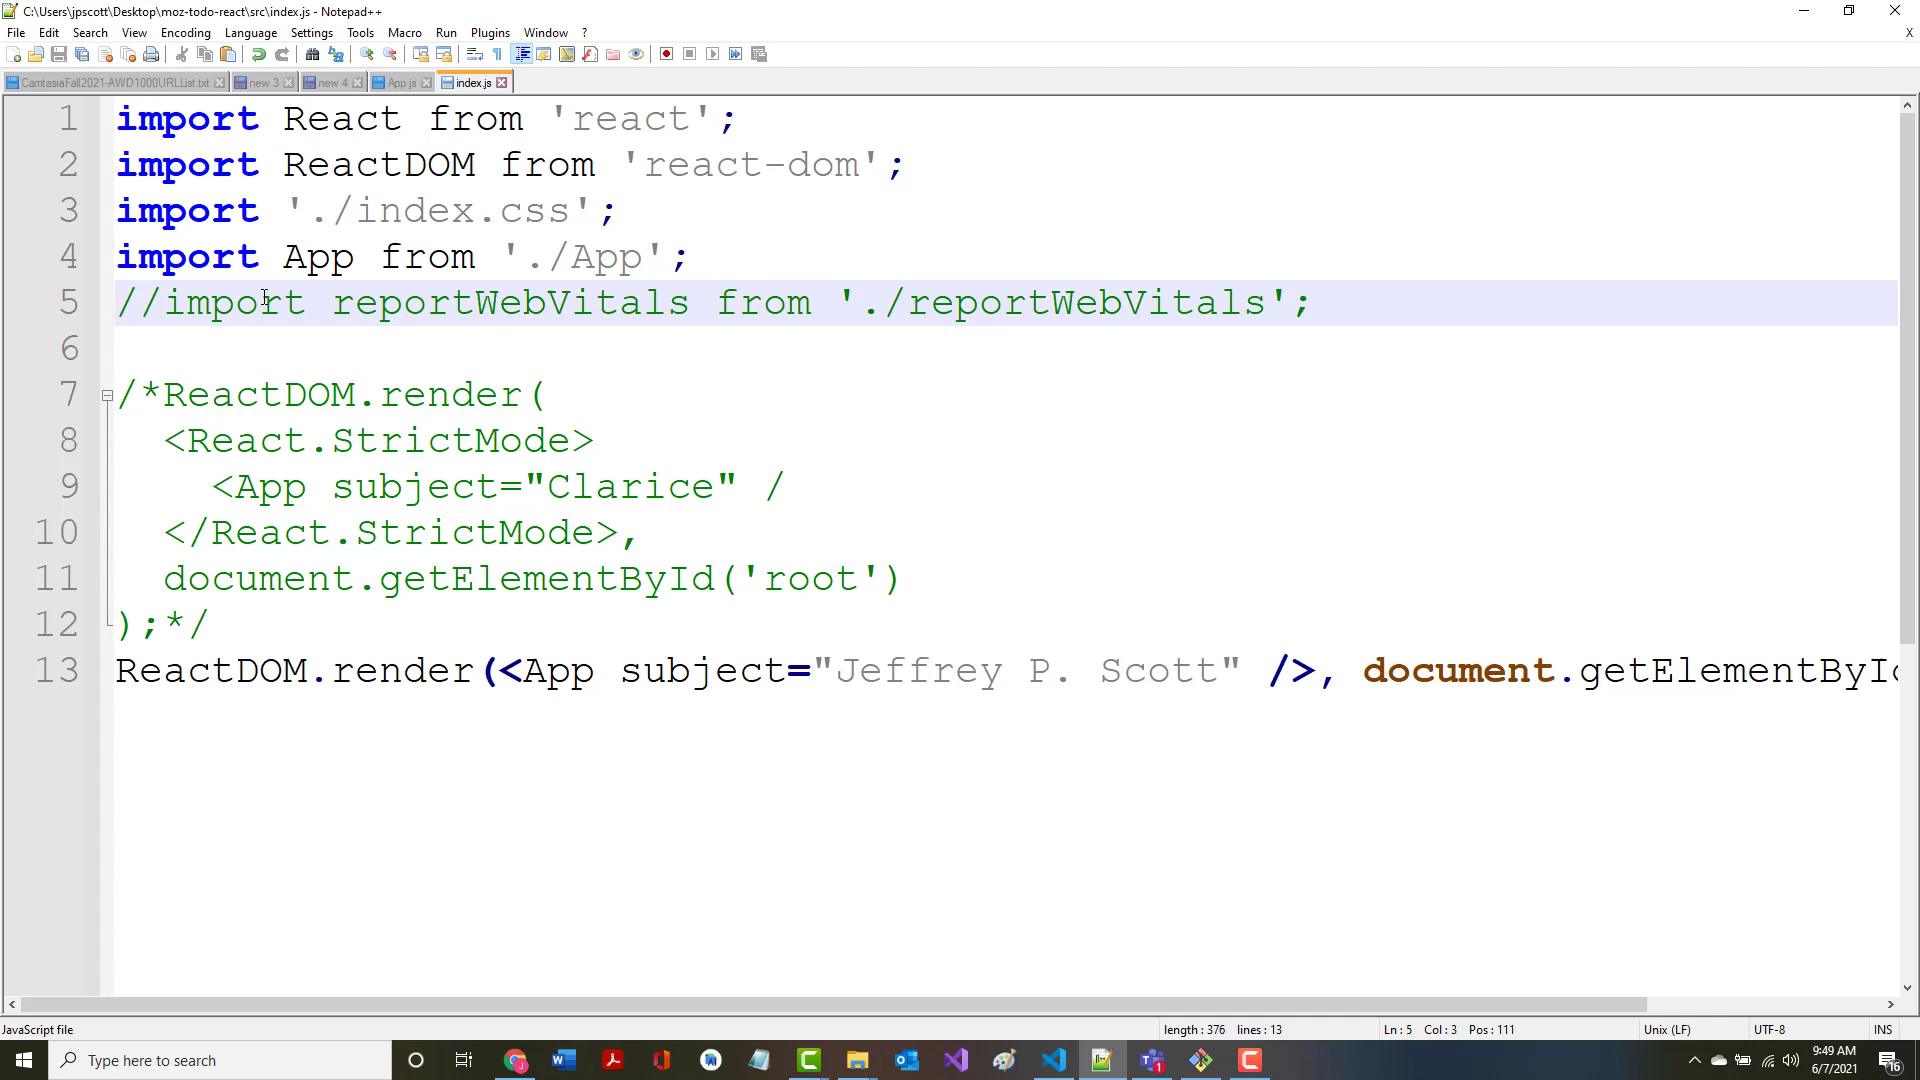 C:\Users\jpscott\Desktop\moz-todo-react\src\index.js - Notepad++
File Edit Search View Encoding Language Settings Tools Macro Run Plugins Window ? X
CamtasiaFall2021-AWD1000URLList.txt new 3 new 4 App.js index.js
1 import React from 'react';
2 import ReactDOM from 'react-dom';
3 import './index.css';
4 import App from './App';
5 //import reportWebVitals from './reportWebVitals';
6
7 /*ReactDOM.render(
8 <React.StrictMode>
9 <App subject="Clarice" /
10 </React.StrictMode>,
11 document.getElementById('root')
12 );*/
13 ReactDOM.render(<App subject="Jeffrey P. Scott" />, document.getElementById
JavaScript file length : 376 lines : 13 Ln : 5 Col : 3 Pos : 111 Unix (LF) UTF-8 INS
Type here to search
9:49 AM
6/7/2021
16
1